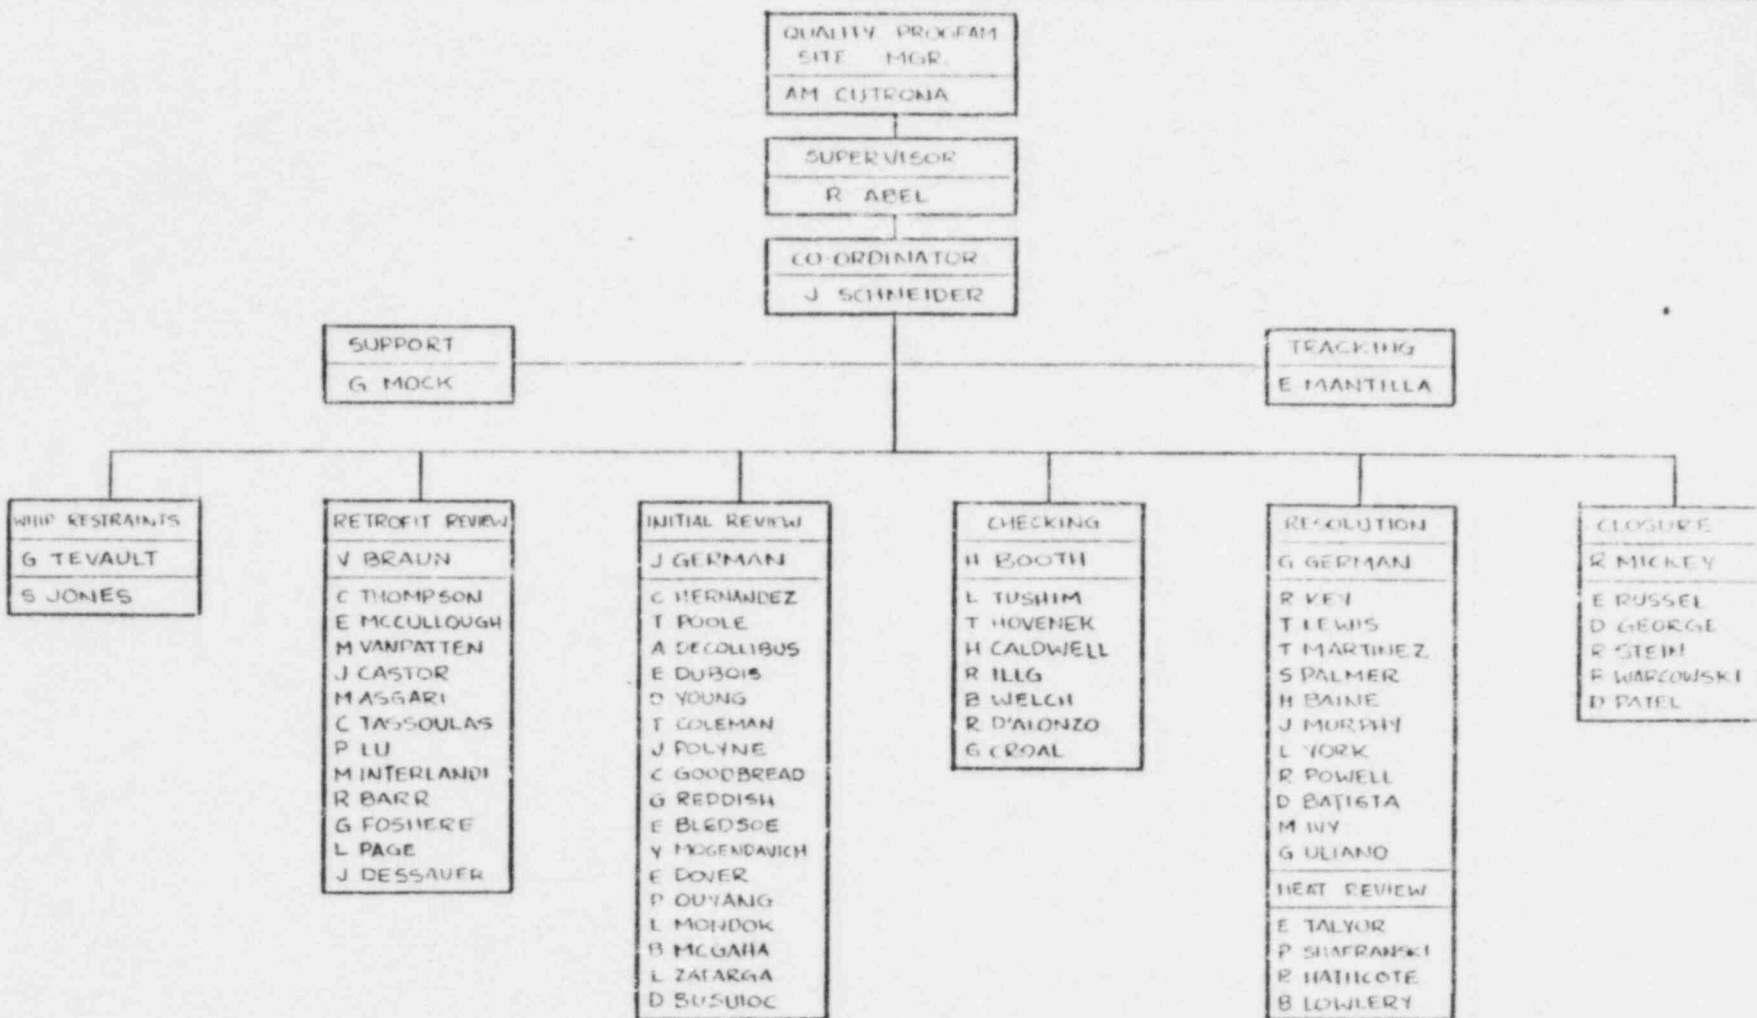 QUALITY PROGRAM
SITE MGR.
AM CUTRONA
SUPERVISOR
R ABEL
CO-ORDINATOR
J SCHNEIDER
SUPPORT
G MOCK
TRACKING
E MANTILLA
WHIP RESTRAINTS
G TEVAULT
S JONES
RETROFIT REVIEW
V BRAUN
C THOMPSON
E MCCULLOUGH
M VANPATTEN
J CASTOR
M ASGARI
C TASSOULAS
P LU
M INTERLANDI
R BARR
G FOSHERE
L PAGE
J DESSAUER
INITIAL REVIEW
J GERMAN
C HERNANDEZ
T POOLE
A DECOLLIBUS
E DUBOIS
D YOUNG
T COLEMAN
J POLYNE
C GOODBREAD
G REDDISH
E BLEDSOE
Y MOGENDAVICH
E DOVER
P OUYANG
L MONDOK
B MCGAHA
L ZAFARGA
D BUSUIOC
CHECKING
H BOOTH
L TUSHIM
T HOVENEK
H CALDWELL
R ILLG
B WELCH
R D'ALONZO
G CROAL
RESOLUTION
G GERMAN
R KEY
T LEWIS
T MARTINEZ
S PALMER
H BAINE
J MURPHY
L YORK
R POWELL
D BATISTA
M IVY
G ULIANO
HEAT REVIEW
E TALYOR
P SHAFRANSKI
R HATHCOTE
B LOWLERY
CLOSURE
R MICKEY
E RUSSEL
D GEORGE
R STEIN
F WARCOWSKI
D PATEL